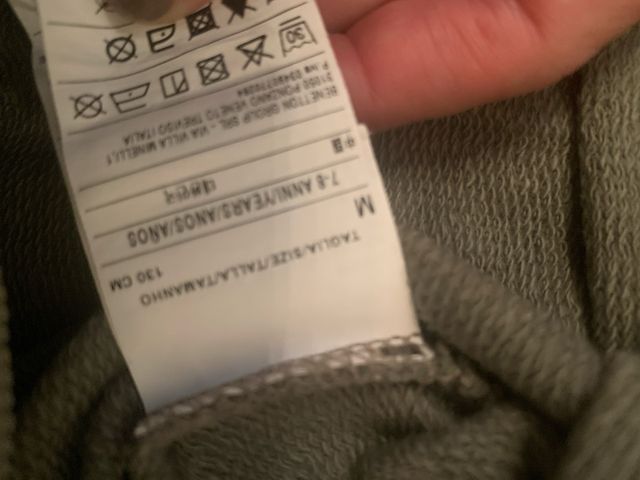 TAGLIA/SIZE/TALLA/TAMANHO
M 130 CM
7-8 ANNI/YEARS/ANOS/AÑOS
BENETTON GROUP SRL - VIA VILLA MINELLI,1
31050 PONZANO VENETO TREVISO ITALIA
30